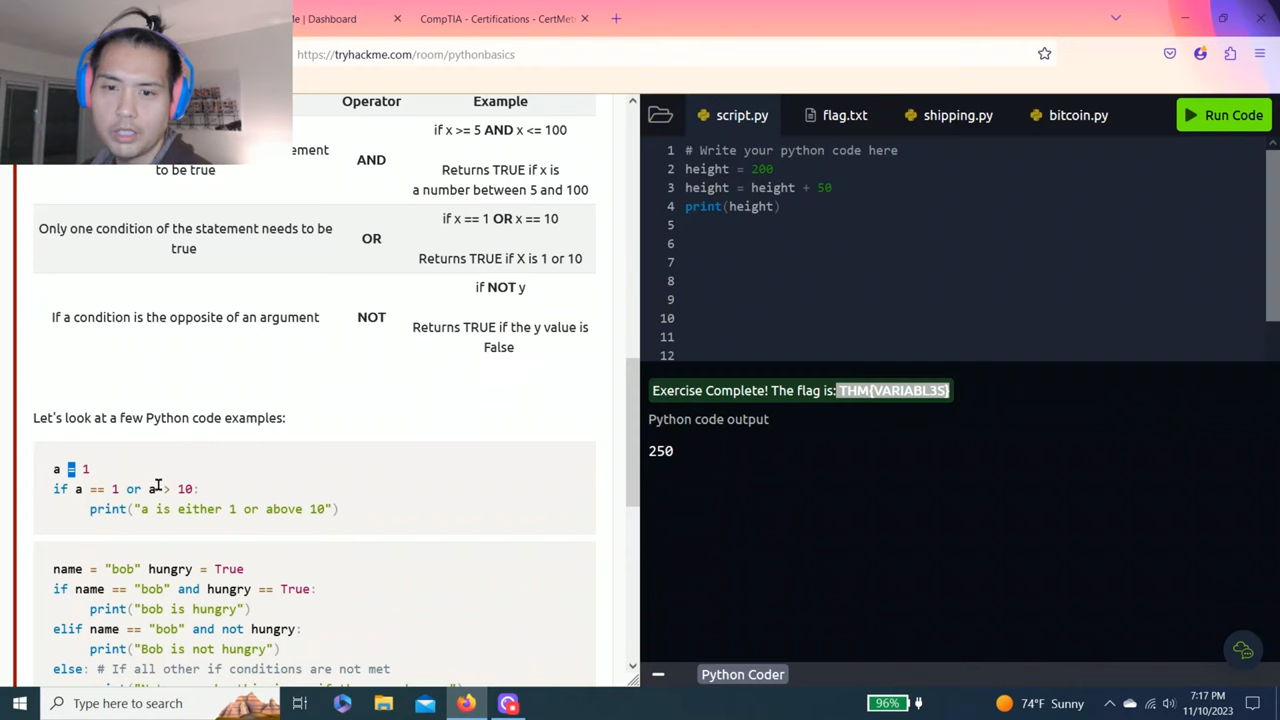 Me | Dashboard
CompTIA - Certifications - CertMet
https://tryhackme.com/room/pythonbasics
Operator Example
ement
to be true
AND
if x >= 5 AND x <= 100
Returns TRUE if x is
a number between 5 and 100
Only one condition of the statement needs to be
true
OR
if x == 1 OR x == 10
Returns TRUE if X is 1 or 10
If a condition is the opposite of an argument
NOT
if NOT y
Returns TRUE if the y value is
False
Let's look at a few Python code examples:
a = 1
if a == 1 or a > 10:
print("a is either 1 or above 10")
name = "bob" hungry = True
if name == "bob" and hungry == True:
print("bob is hungry")
elif name == "bob" and not hungry:
print("Bob is not hungry")
else: # If all other if conditions are not met
script.py flag.txt shipping.py bitcoin.py Run Code
1 # Write your python code here
2 height = 200
3 height = height + 50
4 print(height)
5
6
7
8
9
10
11
12
Exercise Complete! The flag is: THM{VARIABL3S}
Python code output
250
Python Coder
Type here to search
96%
74°F Sunny
7:17 PM
11/10/2023